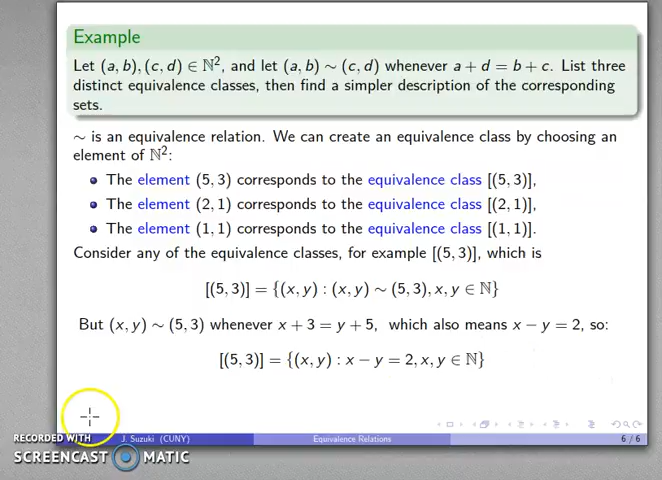 Example
Let (a, b), (c, d) ∈ ℕ², and let (a, b) ∼ (c, d) whenever a + d = b + c. List three
distinct equivalence classes, then find a simpler description of the corresponding
sets.
∼ is an equivalence relation. We can create an equivalence class by choosing an
element of ℕ²:
The element (5, 3) corresponds to the equivalence class [(5, 3)],
The element (2, 1) corresponds to the equivalence class [(2, 1)],
The element (1, 1) corresponds to the equivalence class [(1, 1)].
Consider any of the equivalence classes, for example [(5, 3)], which is
[(5, 3)] = {(x, y) : (x, y) ∼ (5, 3), x, y ∈ ℕ}
But (x, y) ∼ (5, 3) whenever x + 3 = y + 5, which also means x − y = 2, so:
[(5, 3)] = {(x, y) : x − y = 2, x, y ∈ ℕ}
RECORDED WITH
SCREENCAST MATIC
J. Suzuki (CUNY) Equivalence Relations 6 / 6